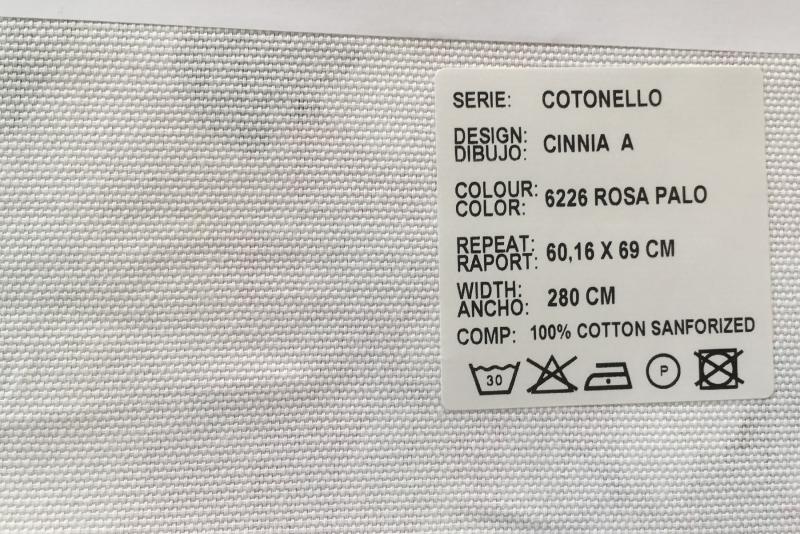 SERIE: COTONELLO
DESIGN:
DIBUJO: CINNIA A
COLOUR:
COLOR: 6226 ROSA PALO
REPEAT:
RAPORT: 60,16 X 69 CM
WIDTH:
ANCHO: 280 CM
COMP: 100% COTTON SANFORIZED
30 P